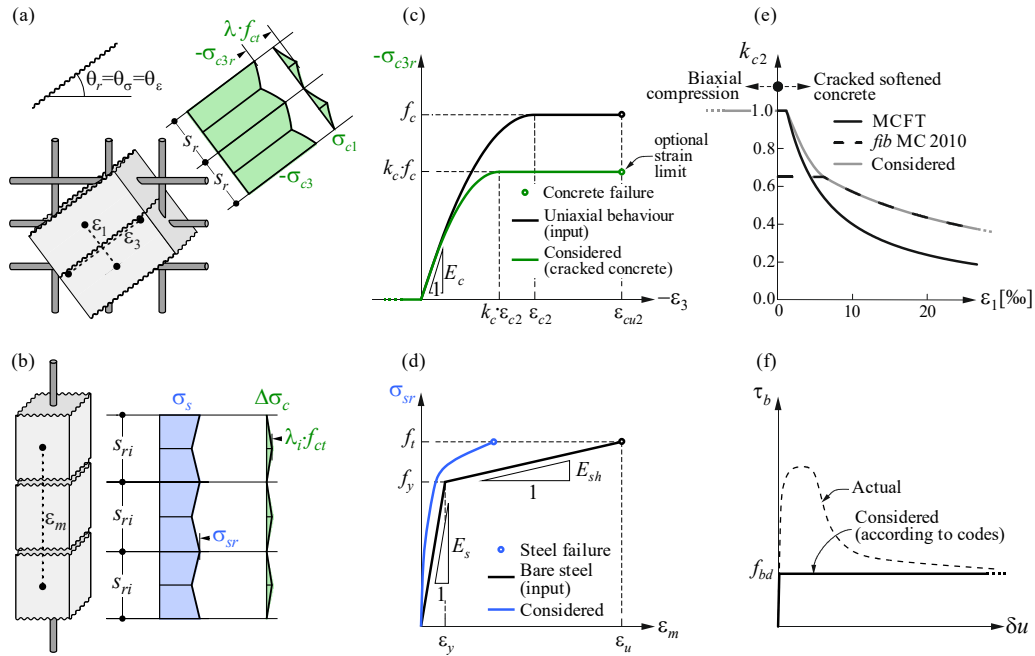 (a)
θr=θσ=θε
λ·fct
-σc3r
σc1
sr
sr
-σc3
ε1
ε3
(c)
-σc3r
fc
kc·fc
optional
strain
limit
Concrete failure
Uniaxial behaviour
(input)
Considered
(cracked concrete)
Ec
1
−ε3
kc·εc2
εc2
εcu2
(e)
kc2
Biaxial
compression
Cracked softened
concrete
MCFT
fib MC 2010
Considered
1.0
0.8
0.6
0.4
0.2
0.0
10
20
ε1[‰]
(b)
σs
Δσc
λi·fct
sri
sri
sri
εm
σsr
(d)
σsr
ft
fy
Esh
1
Es
1
Steel failure
Bare steel
(input)
Considered
εy
εu
εm
(f)
τb
Actual
Considered
(according to codes)
fbd
δu